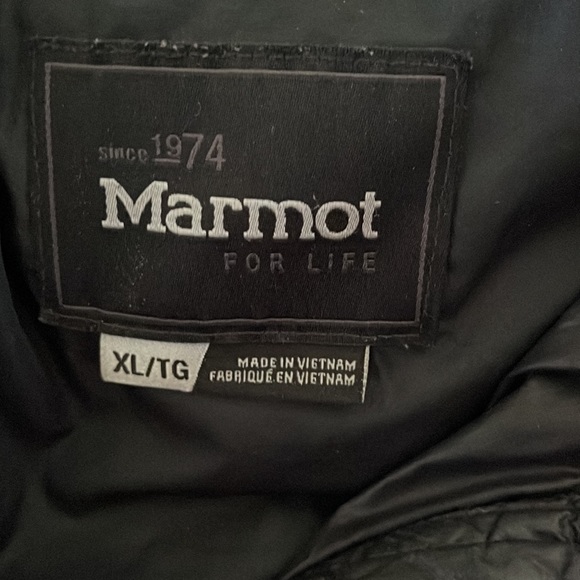 since 1974
Marmot
FOR LIFE
XL/TG
MADE IN VIETNAM
FABRIQUÉ EN VIETNAM